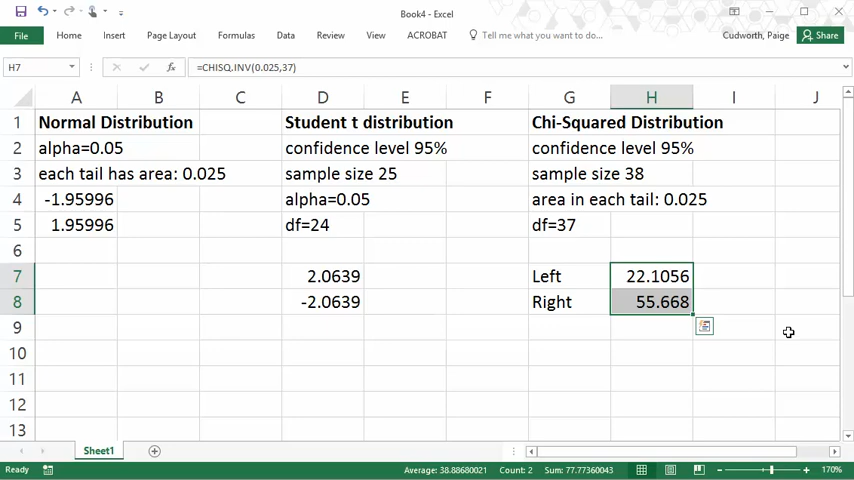 Book4 - Excel
File Home Insert Page Layout Formulas Data Review View ACROBAT Tell me what you want to do... Cudworth, Paige Share
H7 fx =CHISQ.INV(0.025,37)
A B C D E F G H I J
1 Normal Distribution Student t distribution Chi-Squared Distribution
2 alpha=0.05 confidence level 95% confidence level 95%
3 each tail has area: 0.025 sample size 25 sample size 38
4 -1.95996 alpha=0.05 area in each tail: 0.025
5 1.95996 df=24 df=37
6
7 2.0639 Left 22.1056
8 -2.0639 Right 55.668
9
10
11
12
13
Sheet1
Ready Average: 38.88680021 Count: 2 Sum: 77.77360043 170%